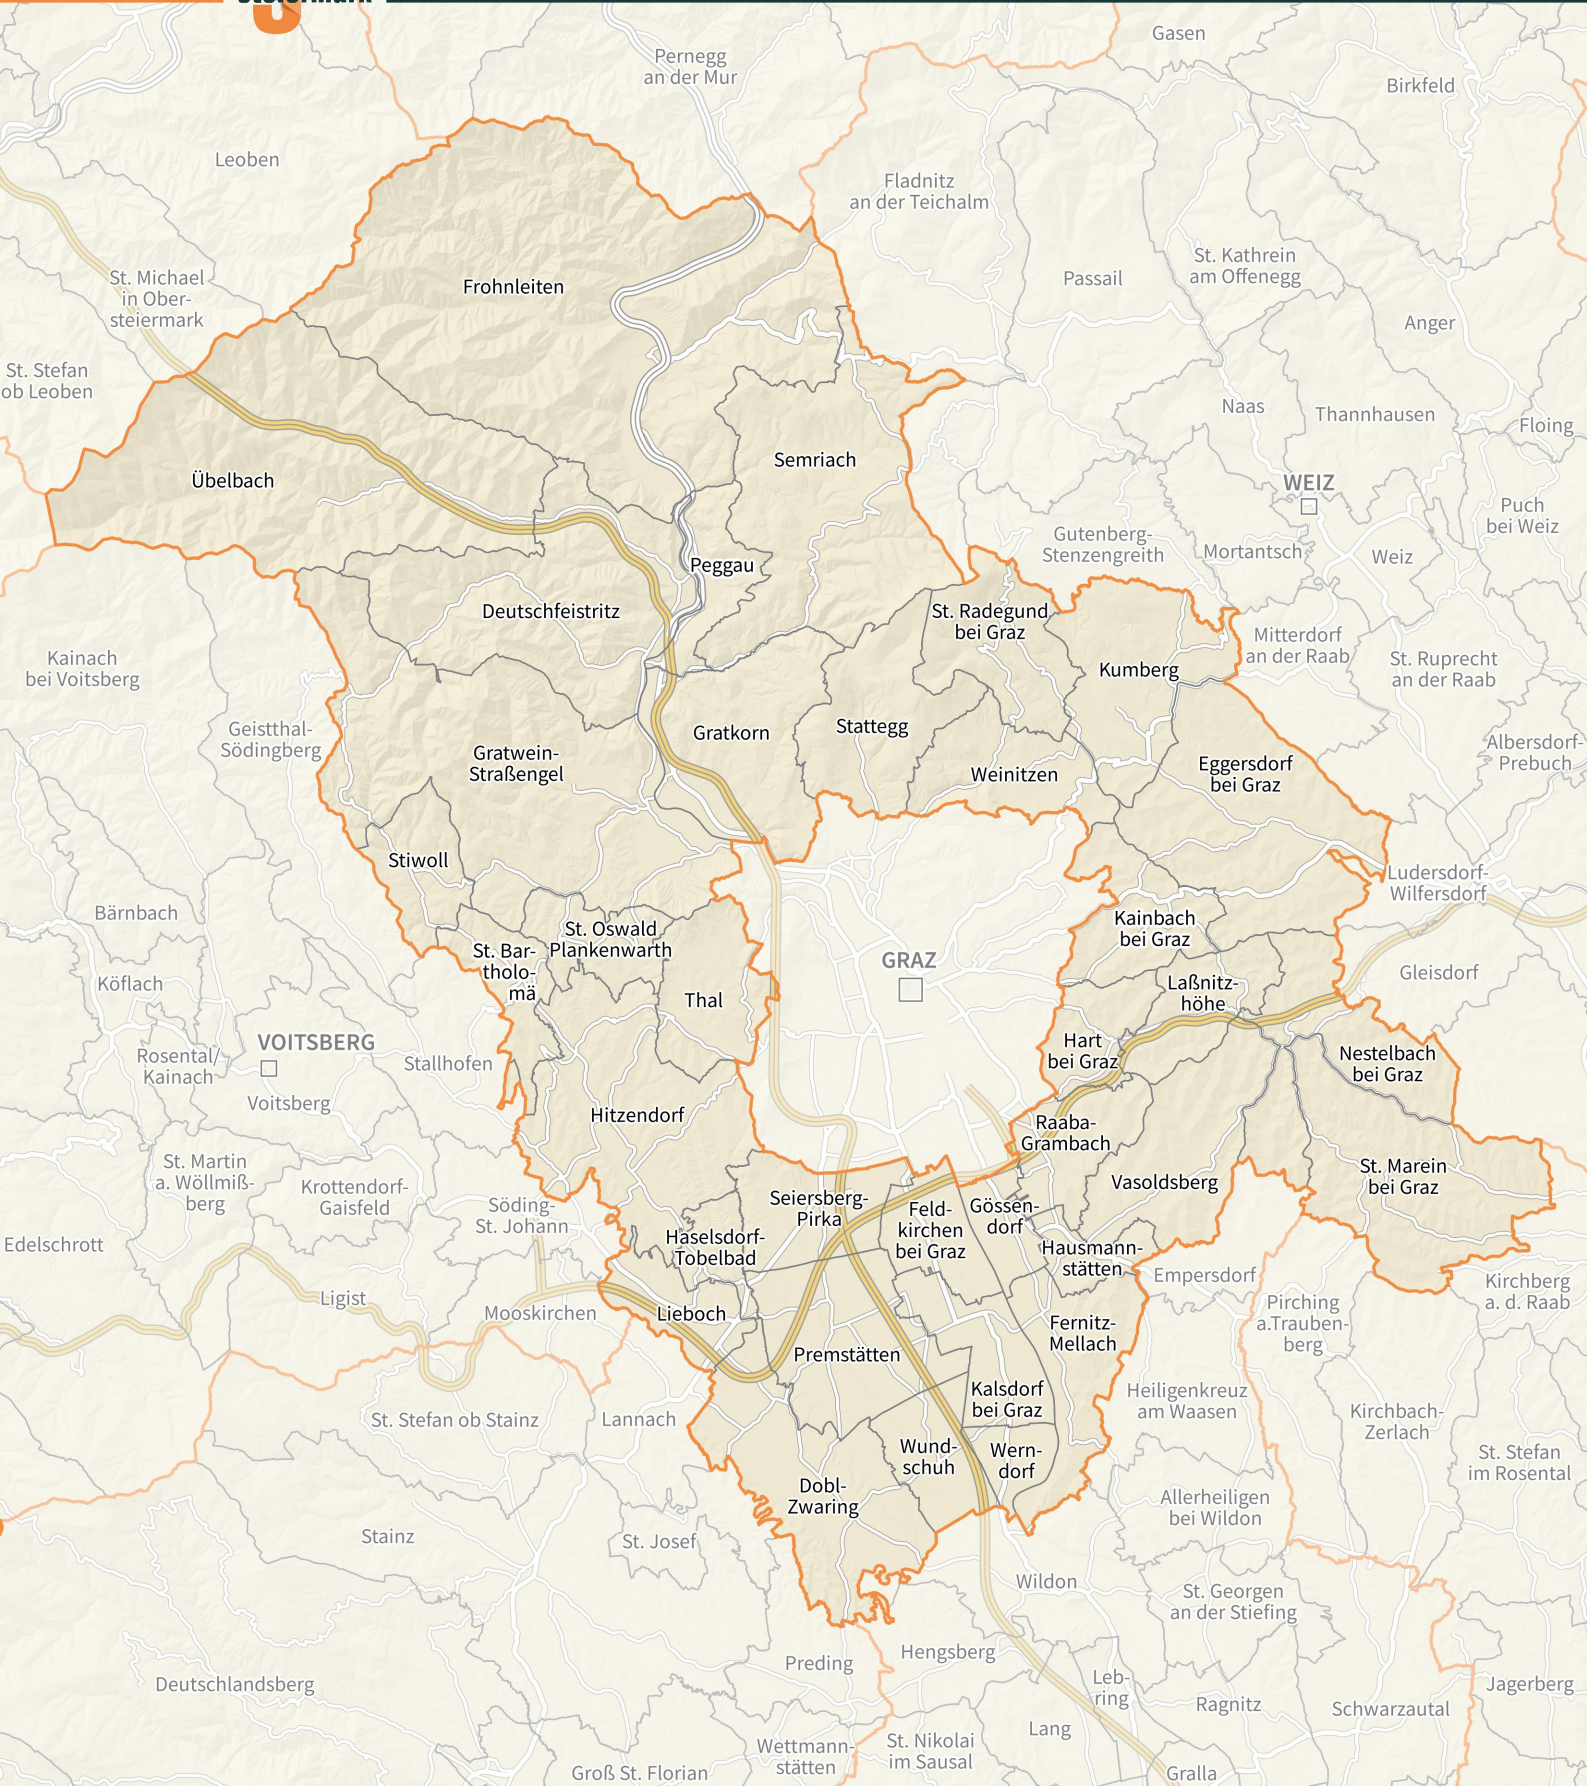 Steiermark
Gasen
Pernegg
an der Mur
Birkfeld
Leoben
Fladnitz
an der Teichalm
St. Kathrein
am Offenegg
Passail
St. Michael
in Ober-
steiermark
Frohnleiten
Anger
St. Stefan
ob Leoben
Naas
Thannhausen
Floing
Semriach
Übelbach
WEIZ
Puch
bei Weiz
Gutenberg-
Stenzengreith
Mortantsch
Weiz
Peggau
Deutschfeistritz
St. Radegund
bei Graz
Mitterdorf
an der Raab
Kainach
bei Voitsberg
Kumberg
St. Ruprecht
an der Raab
Geistthal-
Södingberg
Gratkorn
Stattegg
Albersdorf-
Prebuch
Gratwein-
Straßengel
Weinitzen
Eggersdorf
bei Graz
Stiwoll
Ludersdorf-
Wilfersdorf
Bärnbach
Kainbach
bei Graz
St. Oswald
Plankenwarth
St. Bar-
tholo-
mä
GRAZ
Gleisdorf
Köflach
Thal
Laßnitz-
höhe
VOITSBERG
Rosental/
Kainach
Stallhofen
Hart
bei Graz
Nestelbach
bei Graz
Voitsberg
Hitzendorf
Raaba-
Grambach
St. Martin
a. Wöllmiß-
berg
Krottendorf-
Gaisfeld
Vasoldsberg
St. Marein
bei Graz
Söding-
St. Johann
Seiersberg-
Pirka
Feld-
kirchen
bei Graz
Gössen-
dorf
Edelschrott
Haselsdorf-
Tobelbad
Hausmann-
stätten
Empersdorf
Kirchberg
a. d. Raab
Ligist
Mooskirchen
Lieboch
Pirching
a.Trauben-
berg
Fernitz-
Mellach
Premstätten
Kalsdorf
bei Graz
Heiligenkreuz
am Waasen
St. Stefan ob Stainz
Lannach
Kirchbach-
Zerlach
Wund-
schuh
Wern-
dorf
St. Stefan
im Rosental
Dobl-
Zwaring
Allerheiligen
bei Wildon
Stainz
St. Josef
Wildon
St. Georgen
an der Stiefing
Hengsberg
Preding
Deutschlandsberg
Leb-
ring
Ragnitz
Jagerberg
Schwarzautal
Lang
Wettmann-
stätten
St. Nikolai
im Sausal
Groß St. Florian
Gralla